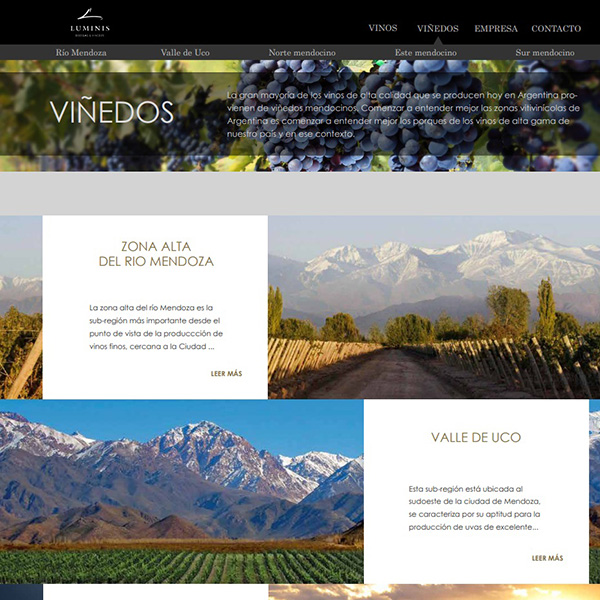 LUMINIS
VINOS
VIÑEDOS
EMPRESA
CONTACTO
Río Mendoza
Valle de Uco
Norte mendocino
Este mendocino
Sur mendocino
VIÑEDOS
La gran mayoría de los vinos de alta calidad que se producen hoy en Argentina pro-
vienen de viñedos mendocinos. Comenzar a entender mejor las zonas vitivinícolas de
Argentina es comenzar a entender mejor los porques de los vinos de alta gama de
nuestro país y en ese contexto.
ZONA ALTA
DEL RIO MENDOZA
La zona alta del río Mendoza es la
sub-región más importante desde el
punto de vista de la produccción de
vinos finos, cercana a la Ciudad ...
LEER MÁS
VALLE DE UCO
Esta sub-región está ubicada al
sudoeste de la ciudad de Mendoza,
se caracteriza por su aptitud para la
producción de uvas de excelente...
LEER MÁS